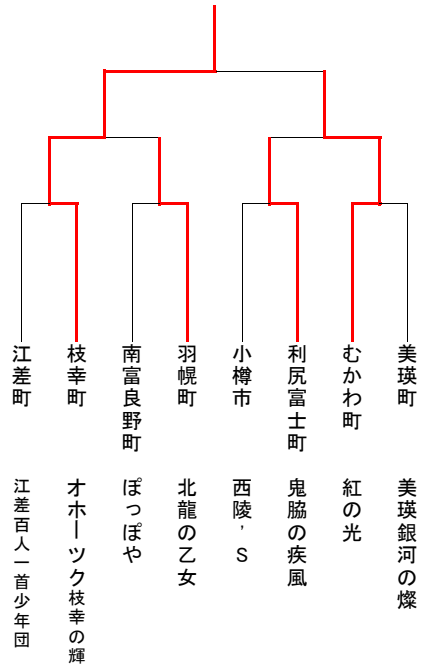 江差町
枝幸町
南富良野町
羽幌町
小樽市
利尻富士町
むかわ町
美瑛町
江差百人一首少年団
オホーツク枝幸の輝
ぽっぽや
北龍の乙女
西陵’S
鬼脇の疾風
紅の光
美瑛銀河の燦